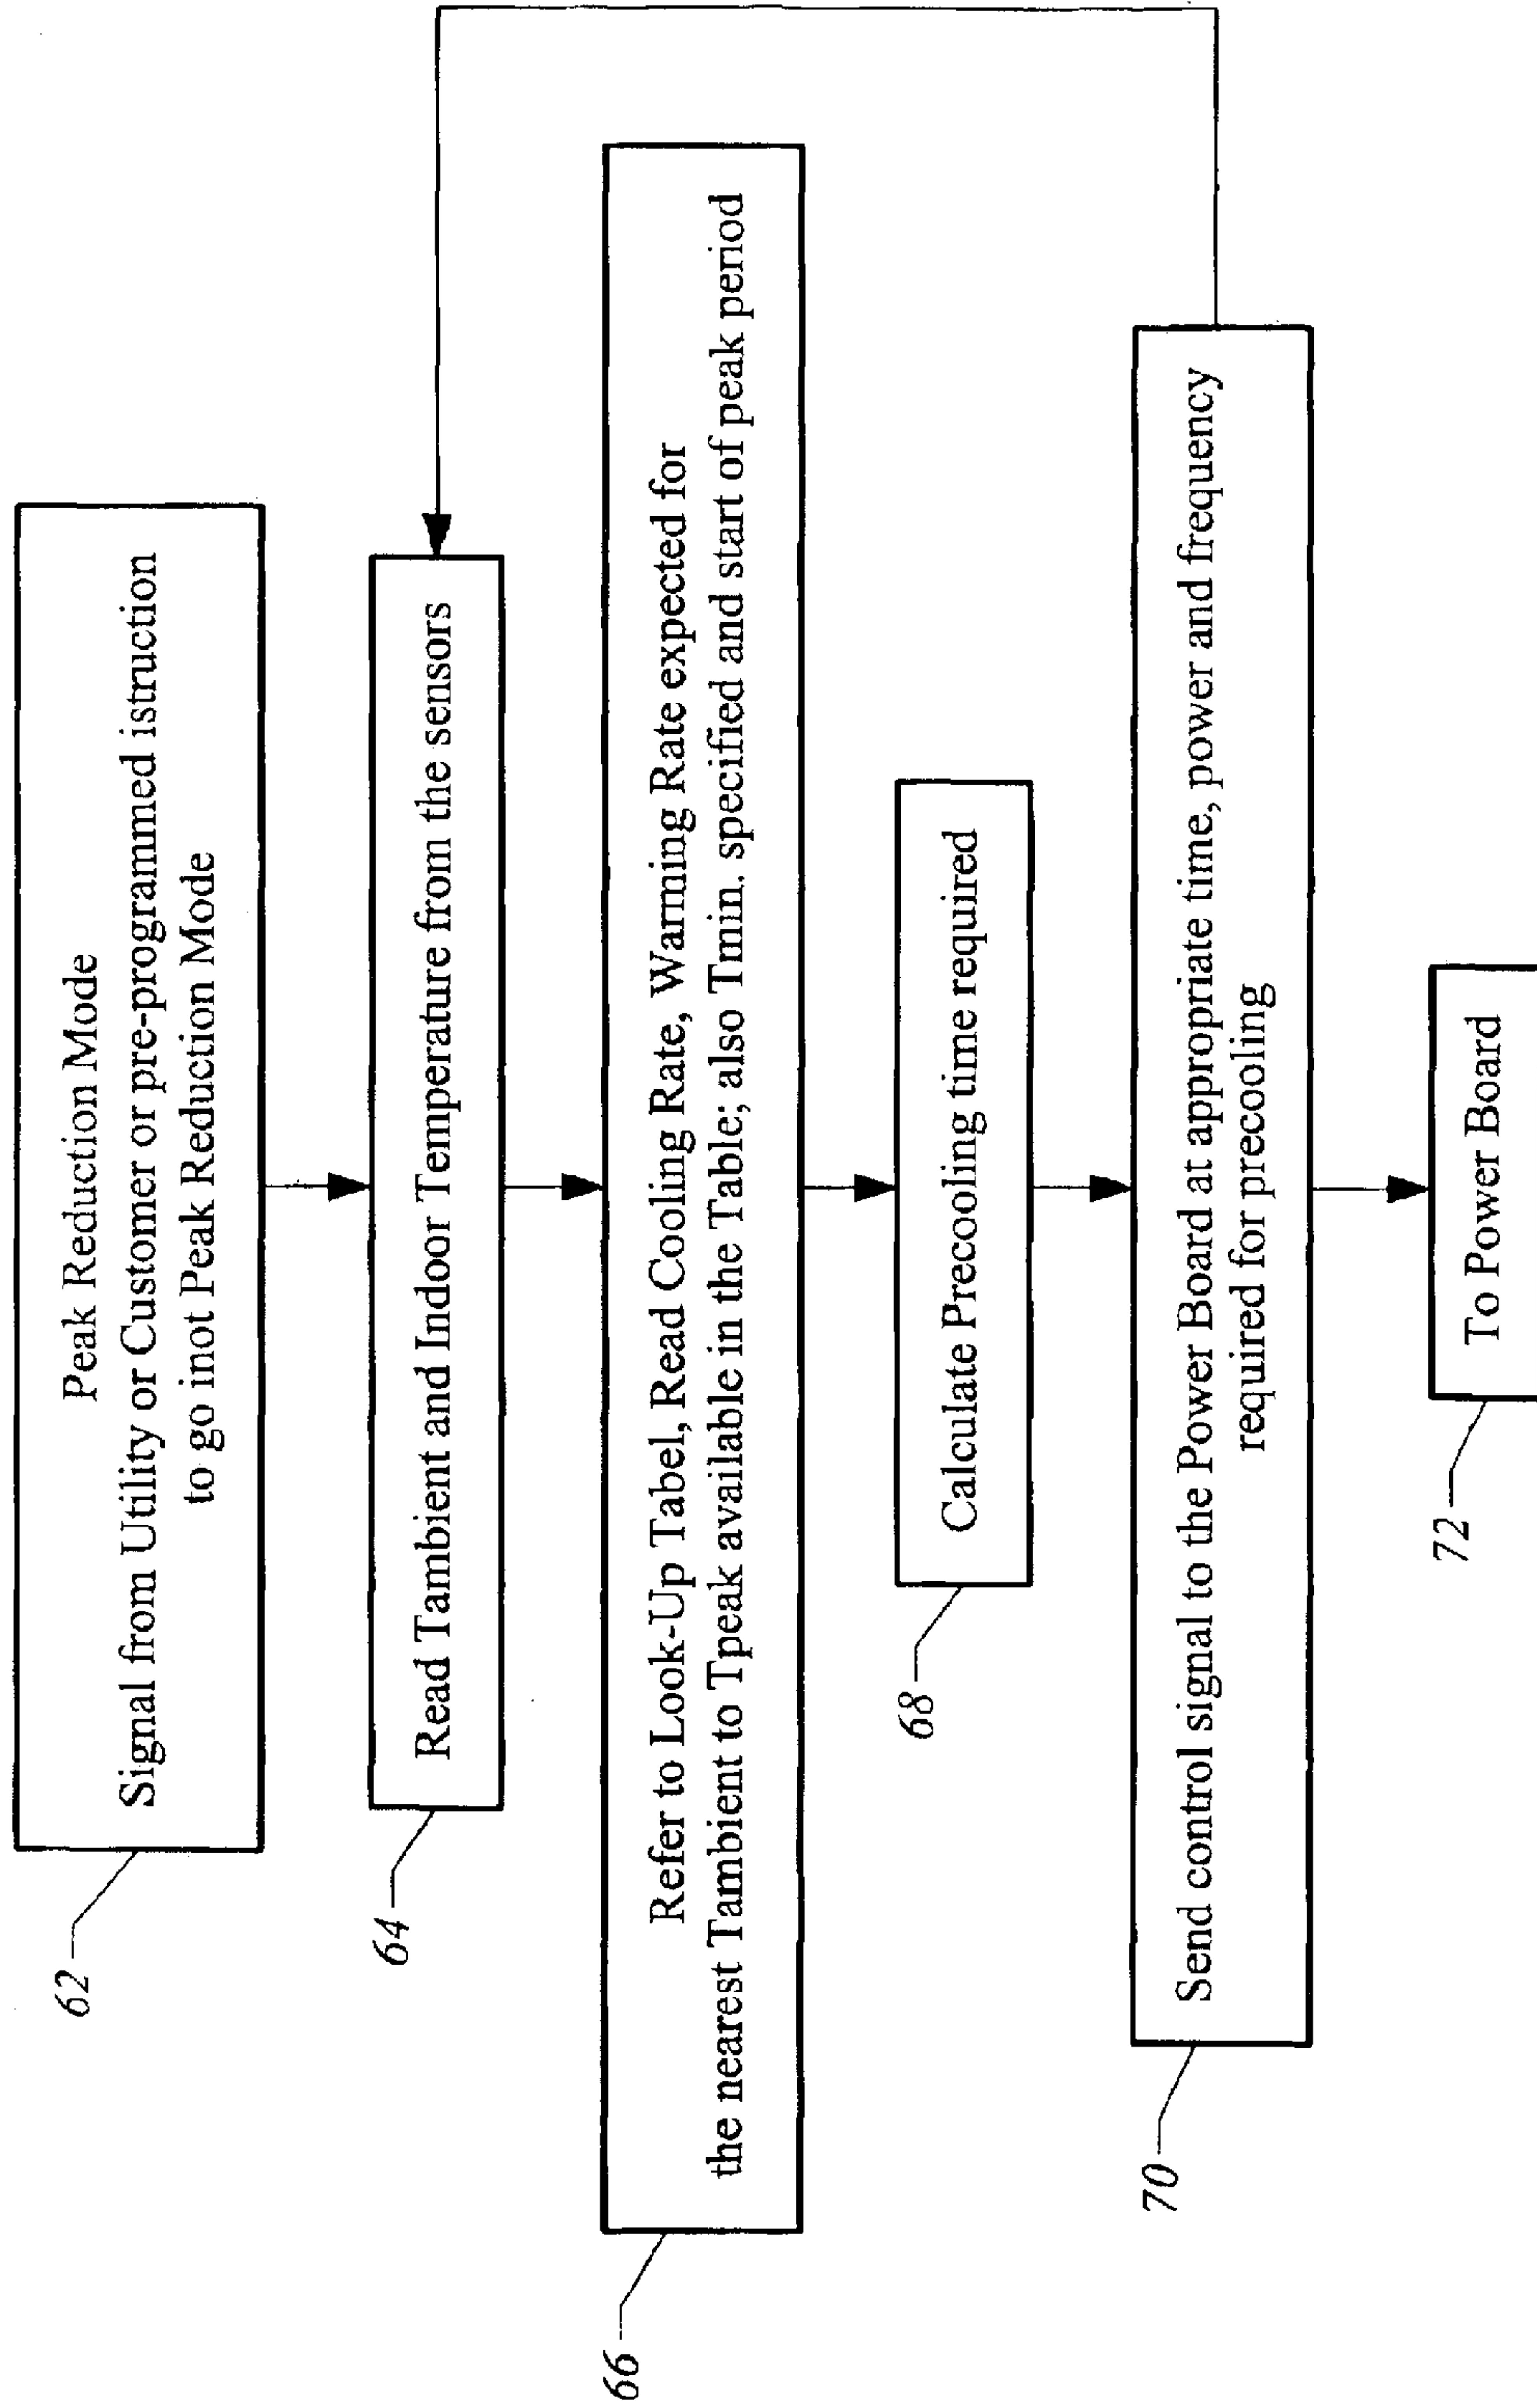 Peak Reduction Mode
Signal from Utility or Customer or pre-programmed istruction
to go inot Peak Reduction Mode
62
Read Tambient and Indoor Temperature from the sensors
64
Refer to Look-Up Tabel, Read Cooling Rate, Warming Rate expected for
the nearest Tambient to Tpeak available in the Table; also Tmin. specified and start of peak period
66
Calculate Precooling time required
68
Send control signal to the Power Board at appropriate time, power and frequency
required for precooling
70
To Power Board
72